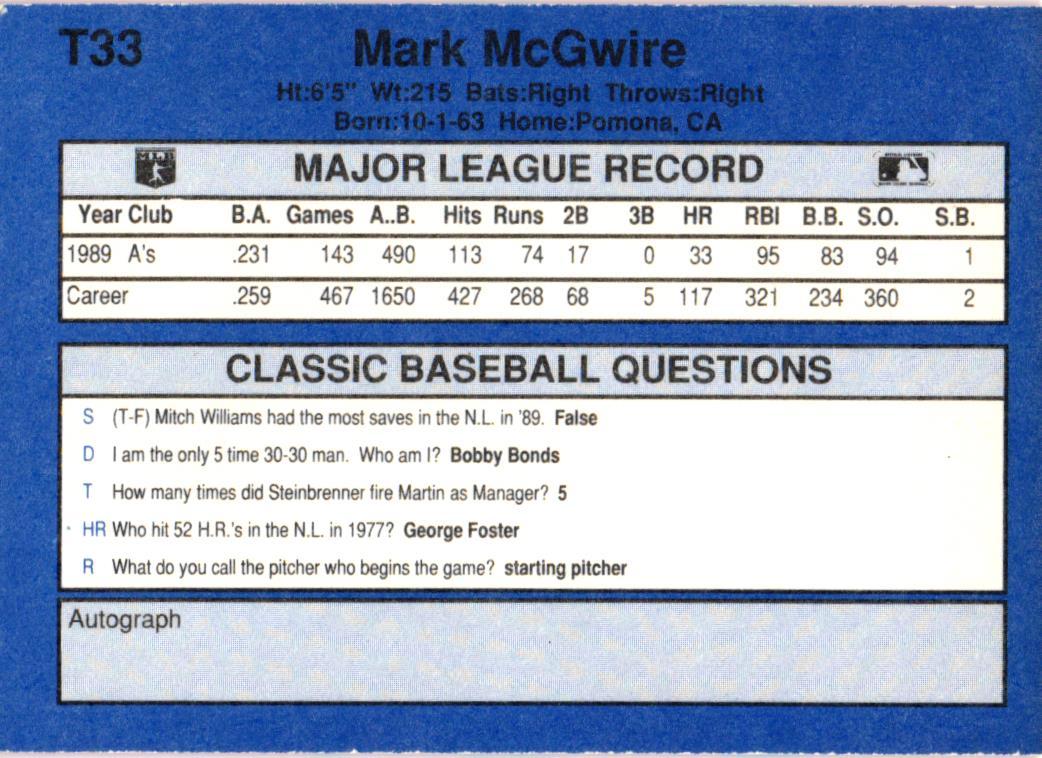 T33 Mark McGwire
Ht:6'5" Wt:215 Bats:Right Throws:Right
Born:10-1-63 Home:Pomona, CA
MLB MAJOR LEAGUE RECORD
Year Club B.A. Games A..B. Hits Runs 2B 3B HR RBI B.B. S.O. S.B.
1989 A's .231 143 490 113 74 17 0 33 95 83 94 1
Career .259 467 1650 427 268 68 5 117 321 234 360 2
CLASSIC BASEBALL QUESTIONS
S (T-F) Mitch Williams had the most saves in the N.L. in '89. False
D I am the only 5 time 30-30 man. Who am I? Bobby Bonds
T How many times did Steinbrenner fire Martin as Manager? 5
HR Who hit 52 H.R.'s in the N.L. in 1977? George Foster
R What do you call the pitcher who begins the game? starting pitcher
Autograph